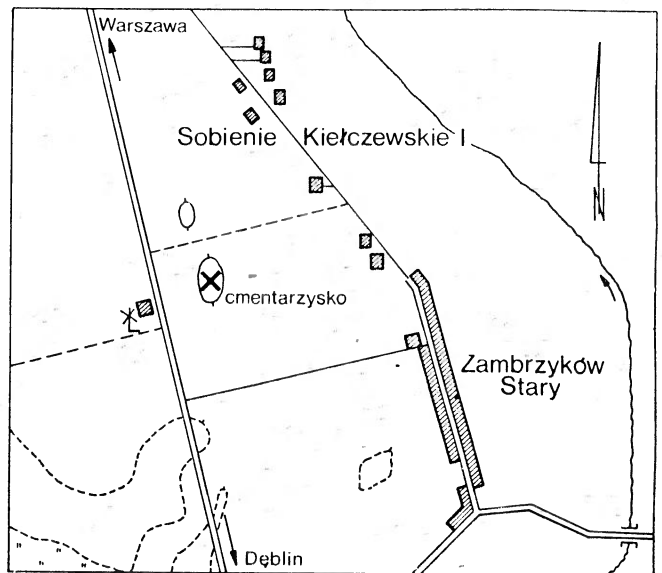 Warszawa
Sobienie Kiełczewskie I
N
cmentarzysko
Zambrzyków
Stary
Dęblin